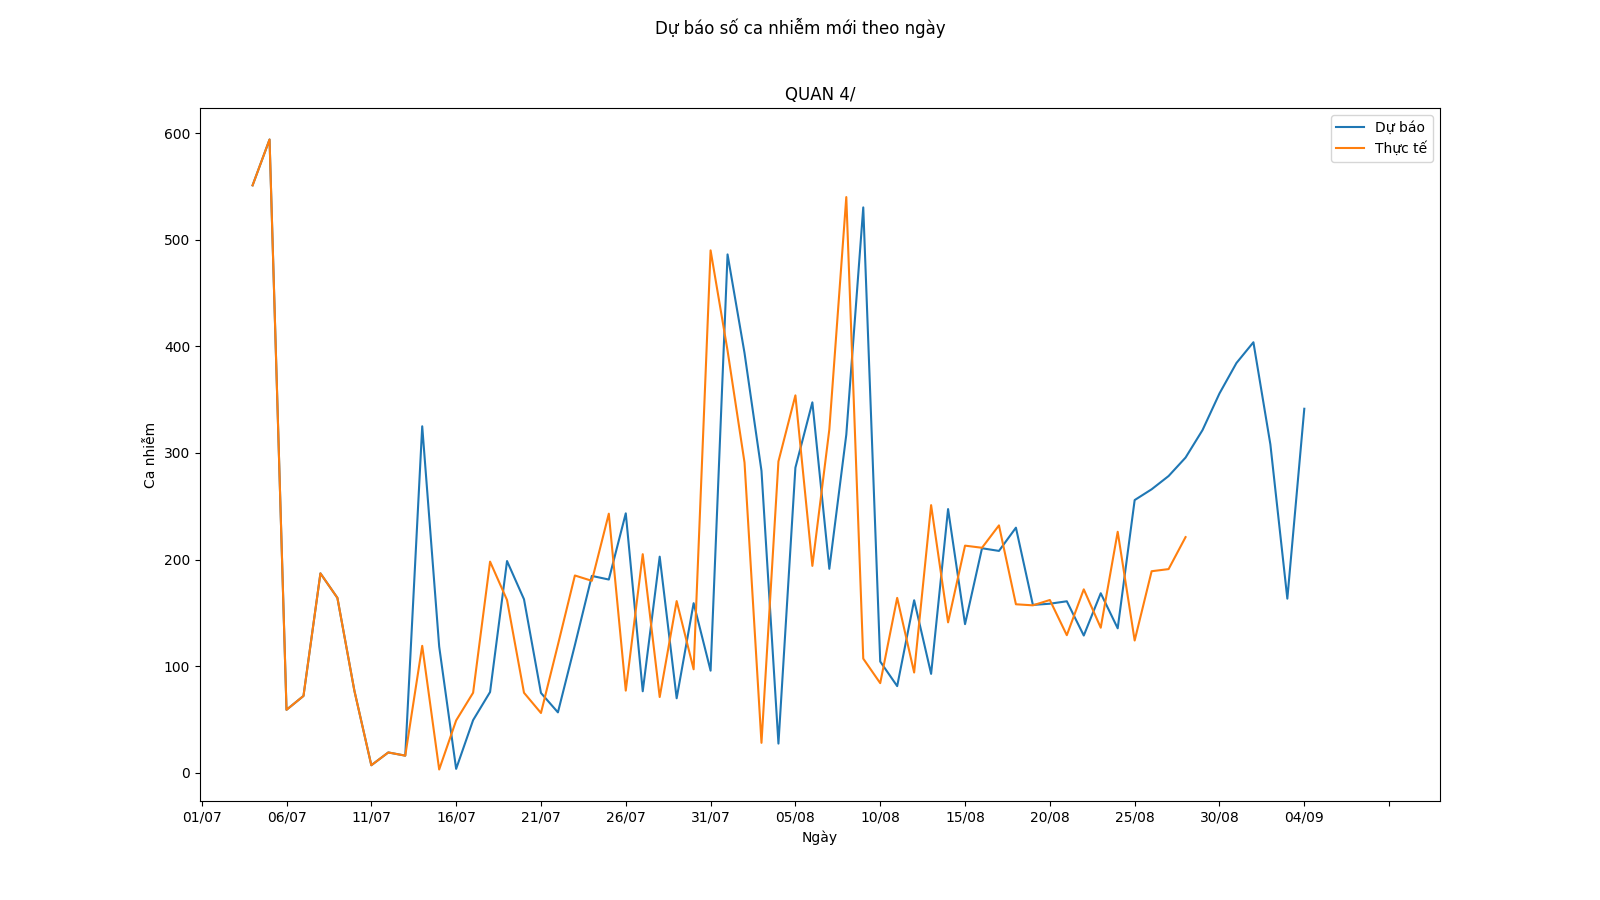 Dự báo số ca nhiễm mới theo ngày
QUAN 4/
Dự báo
Thực tế
600
500
400
300
200
100
0
Ca nhiễm
01/07 06/07 11/07 16/07 21/07 26/07 31/07 05/08 10/08 15/08 20/08 25/08 30/08 04/09
Ngày